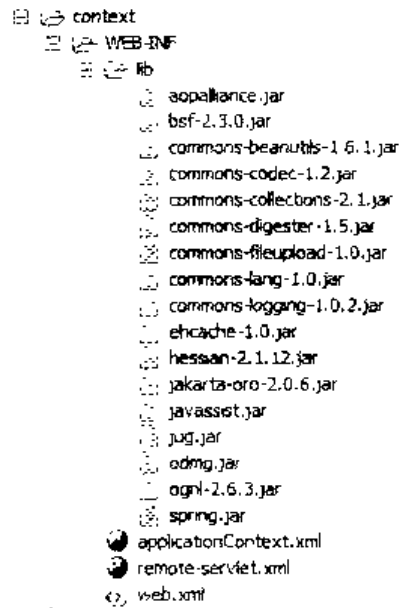 context
WEB-INF
lib
aopalliance.jar
bsf-2.3.0.jar
commons-beanutils-1.6.1.jar
commons-codec-1.2.jar
commons-collections-2.1.jar
commons-digester-1.5.jar
commons-fileupload-1.0.jar
commons-lang-1.0.jar
commons-logging-1.0.2.jar
ehcache-1.0.jar
hessian-2.1.12.jar
jakarta-oro-2.0.6.jar
javassist.jar
jug.jar
odmg.jar
ognl-2.6.3.jar
spring.jar
applicationContext.xml
remote-servlet.xml
web.xml